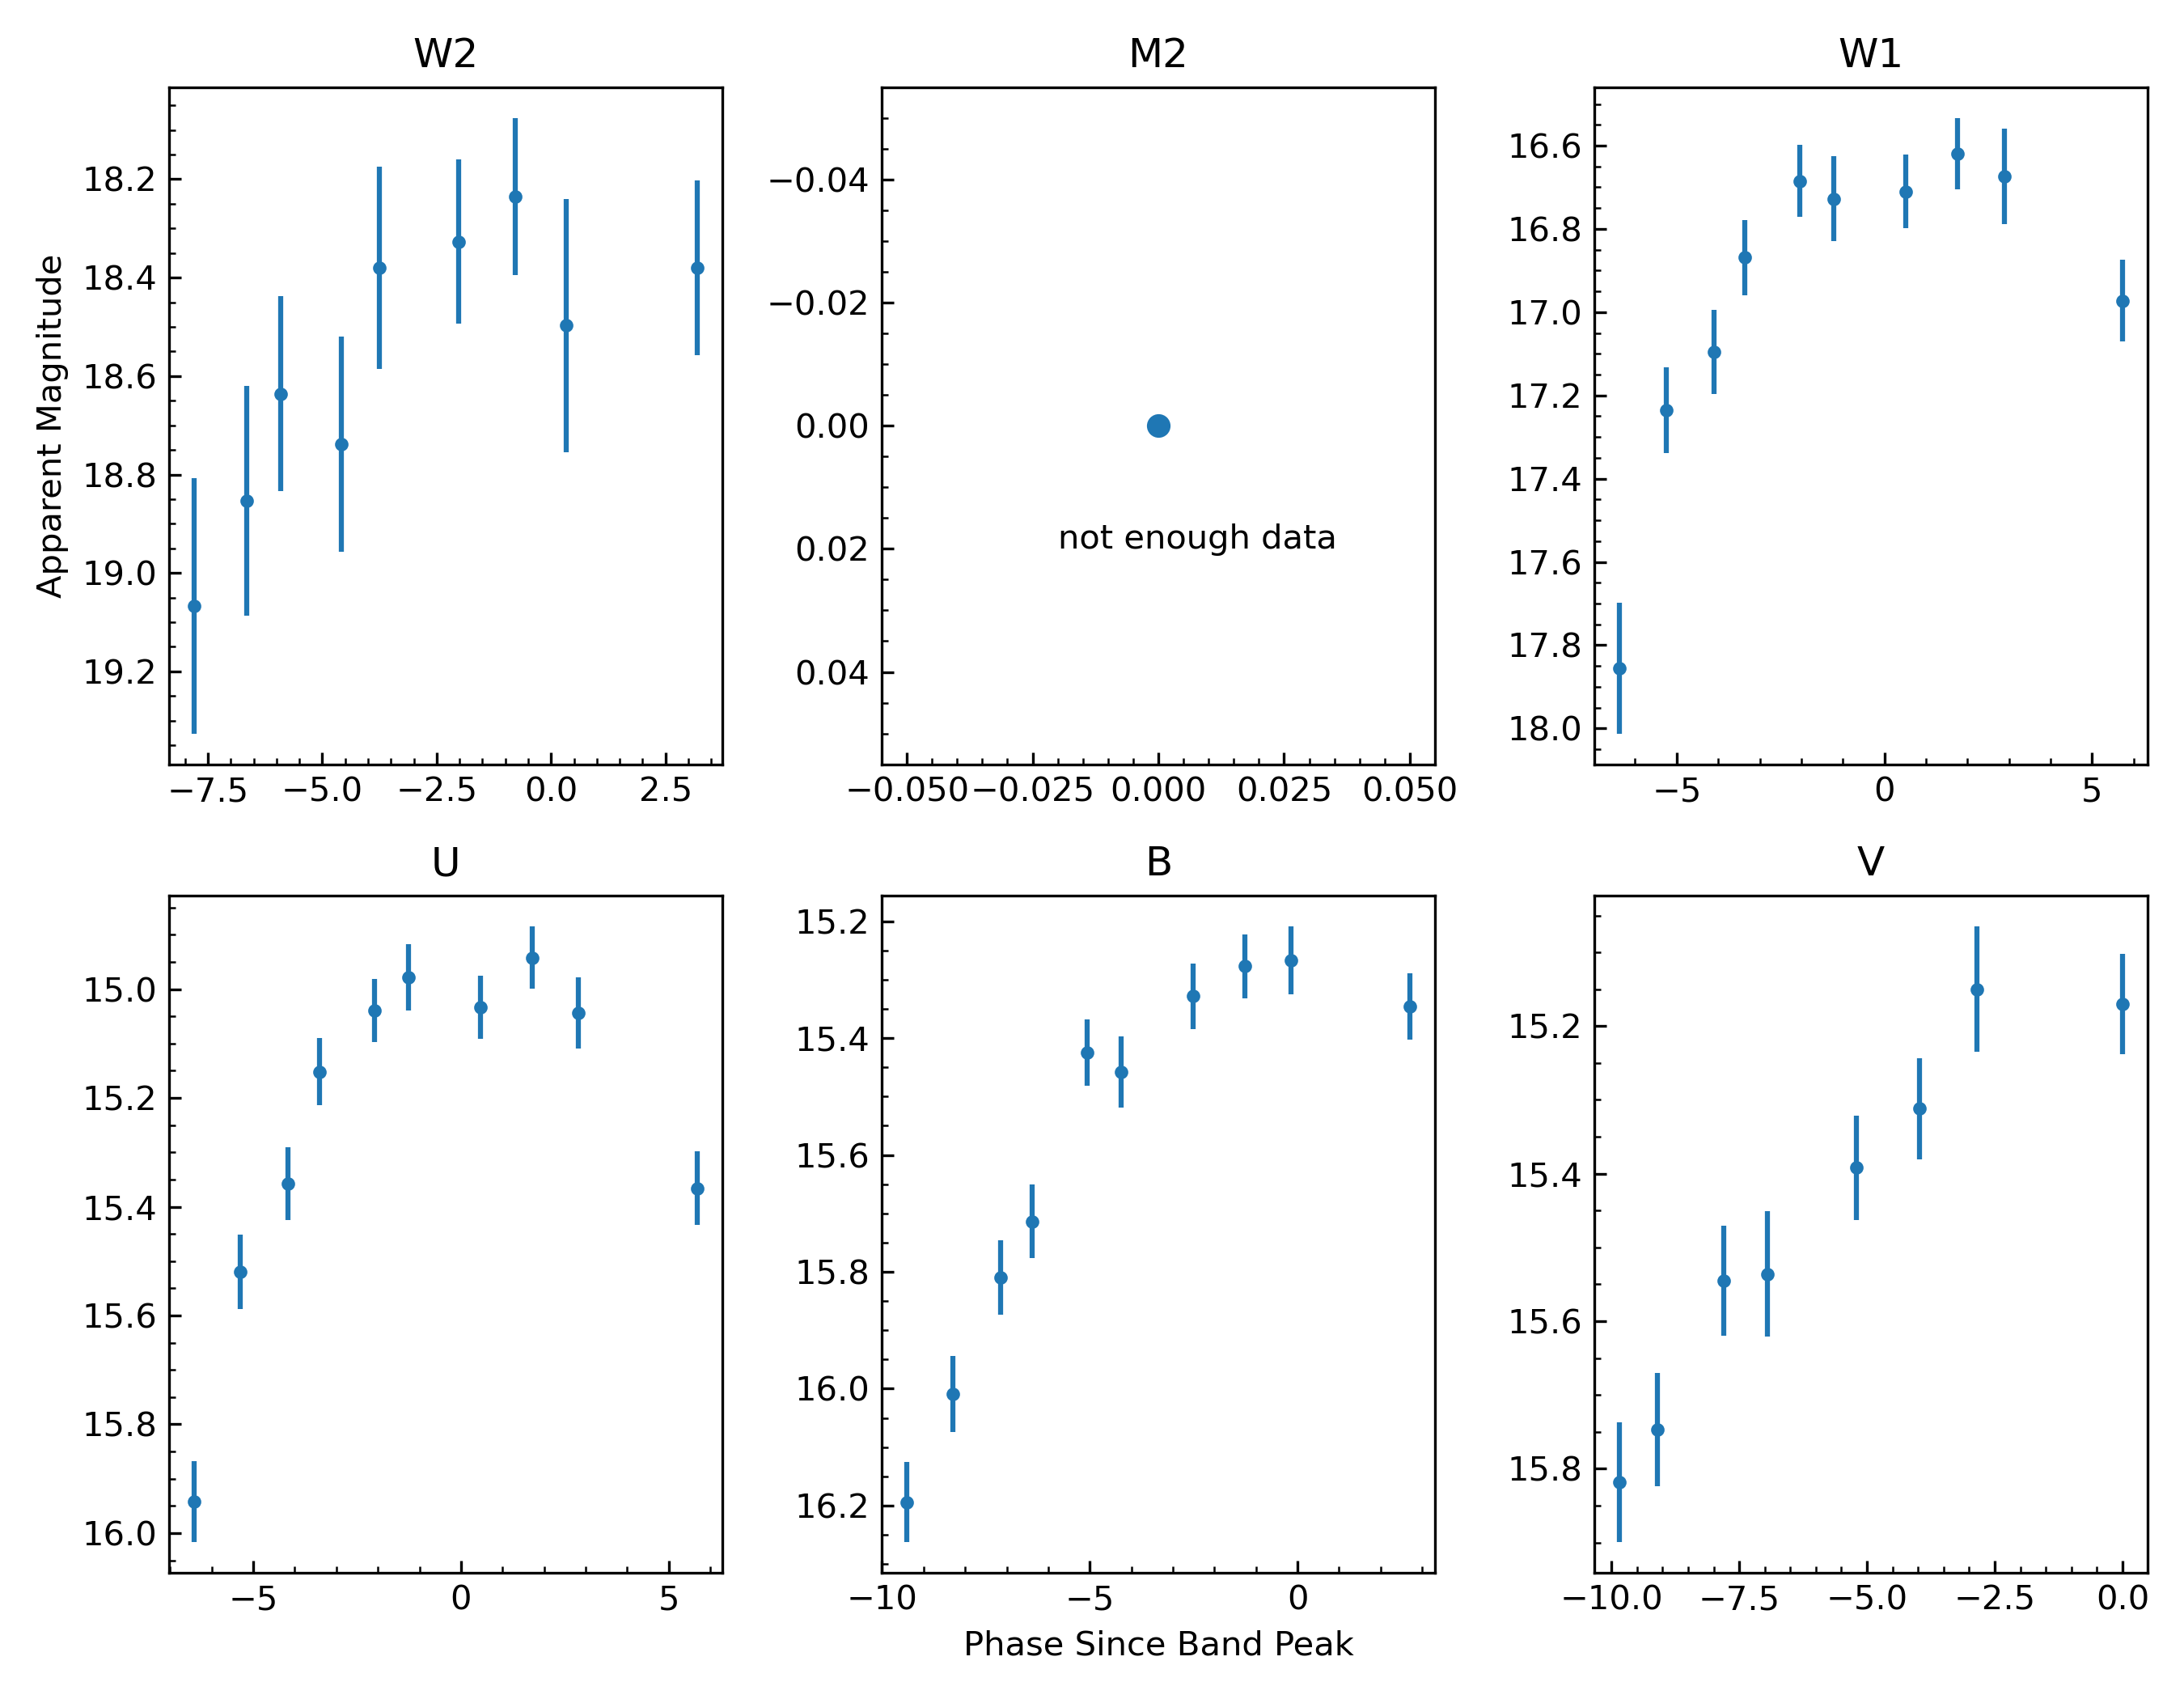 W2
M2
W1
Apparent Magnitude
18.2
18.4
18.6
18.8
19.0
19.2
−7.5 −5.0 −2.5 0.0 2.5
−0.04
−0.02
0.00
0.02
0.04
not enough data
−0.050 −0.025 0.000 0.025 0.050
16.6
16.8
17.0
17.2
17.4
17.6
17.8
18.0
−5 0 5
U
B
V
15.0
15.2
15.4
15.6
15.8
16.0
−5 0 5
15.2
15.4
15.6
15.8
16.0
16.2
−10 −5 0
15.2
15.4
15.6
15.8
−10.0 −7.5 −5.0 −2.5 0.0
Phase Since Band Peak